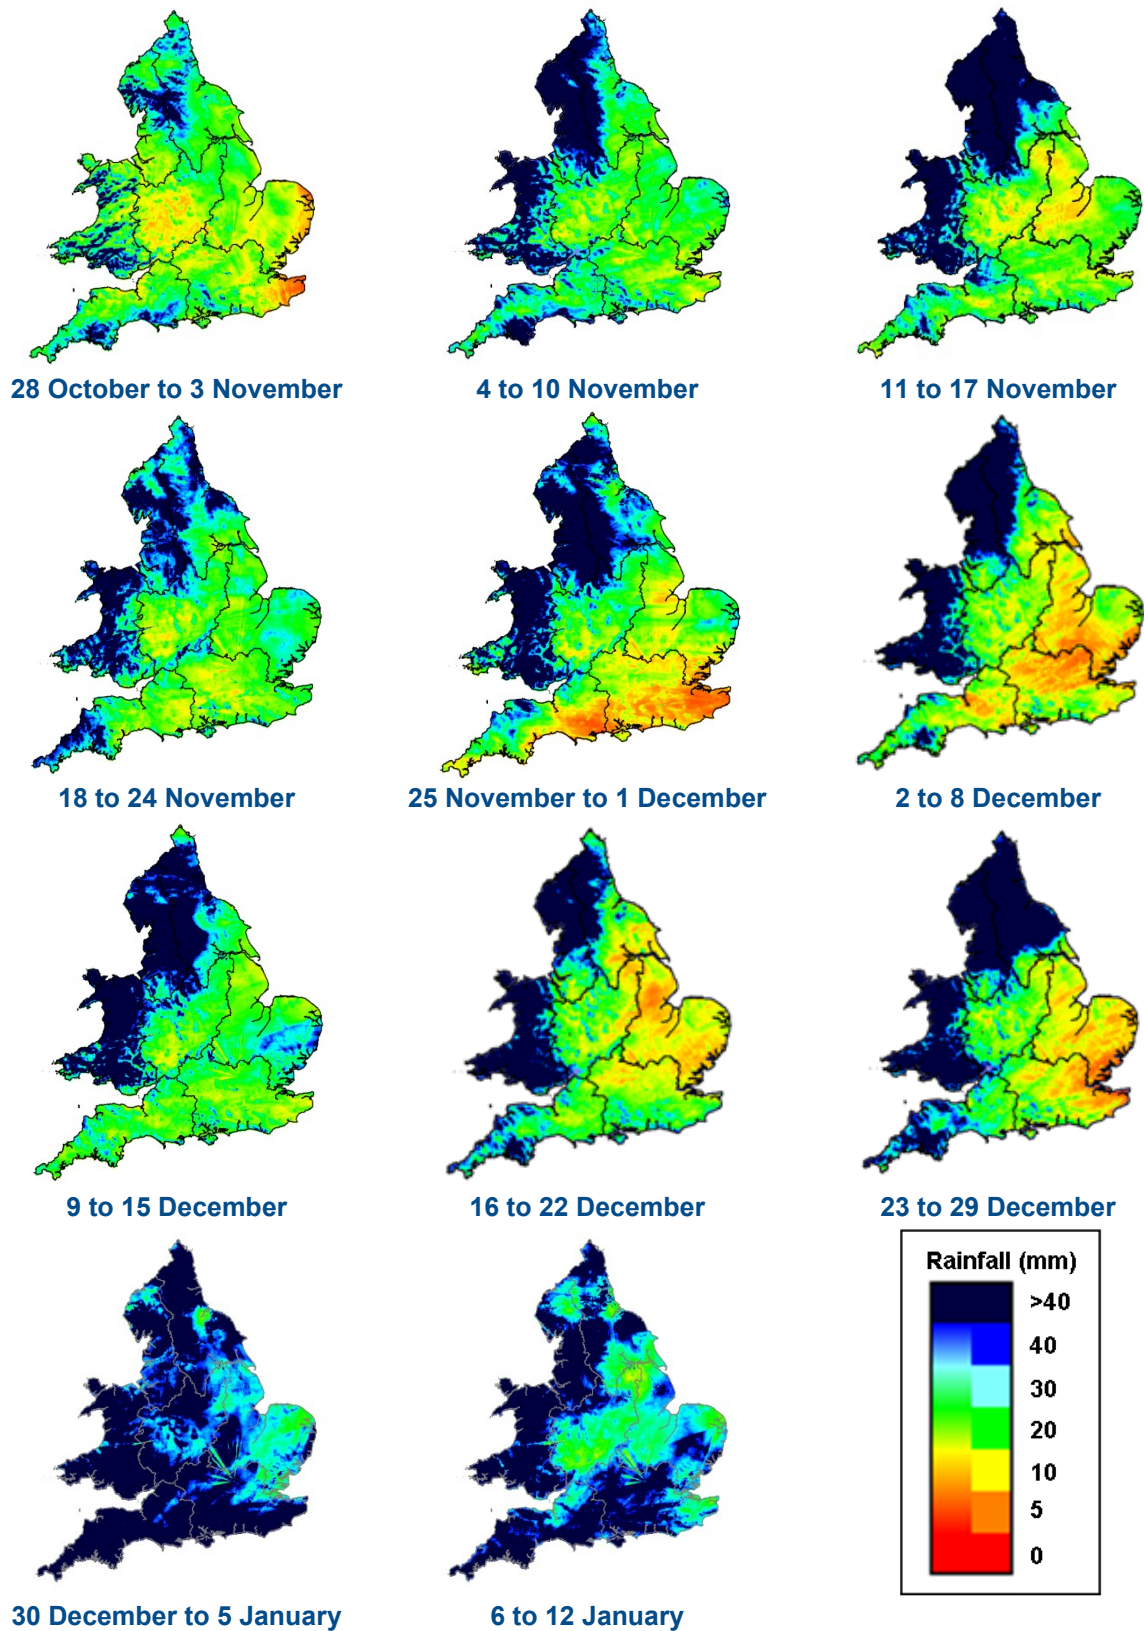 28 October to 3 November
4 to 10 November
11 to 17 November
18 to 24 November
25 November to 1 December
2 to 8 December
9 to 15 December
16 to 22 December
23 to 29 December
Rainfall (mm)
>40
40
30
20
10
5
0
30 December to 5 January
6 to 12 January